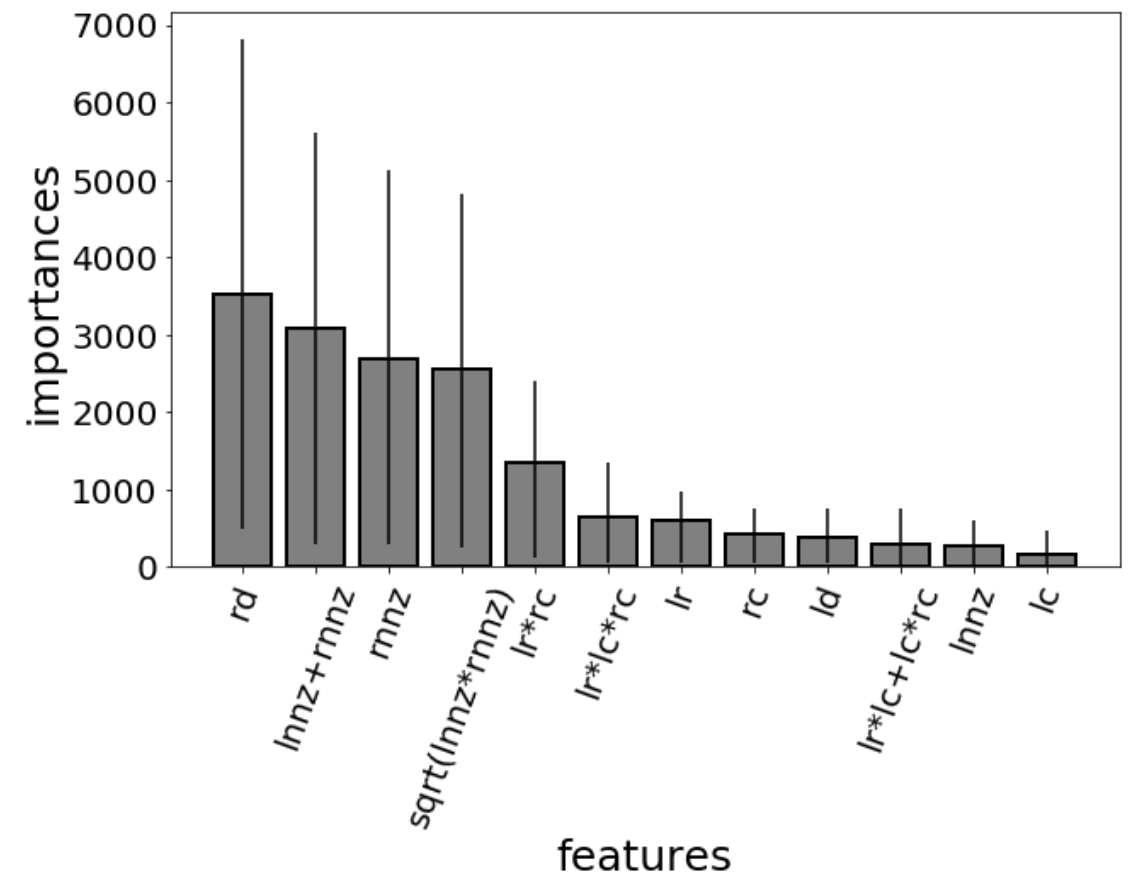 7000
6000
5000
4000
3000
2000
1000
0
importances
rd
lnnz+rnnz
rnnz
sqrt(lnnz*rnnz)
lr*rc
lr*lc*rc
lr
rc
ld
lr*lc+lc*rc
lnnz
lc
features